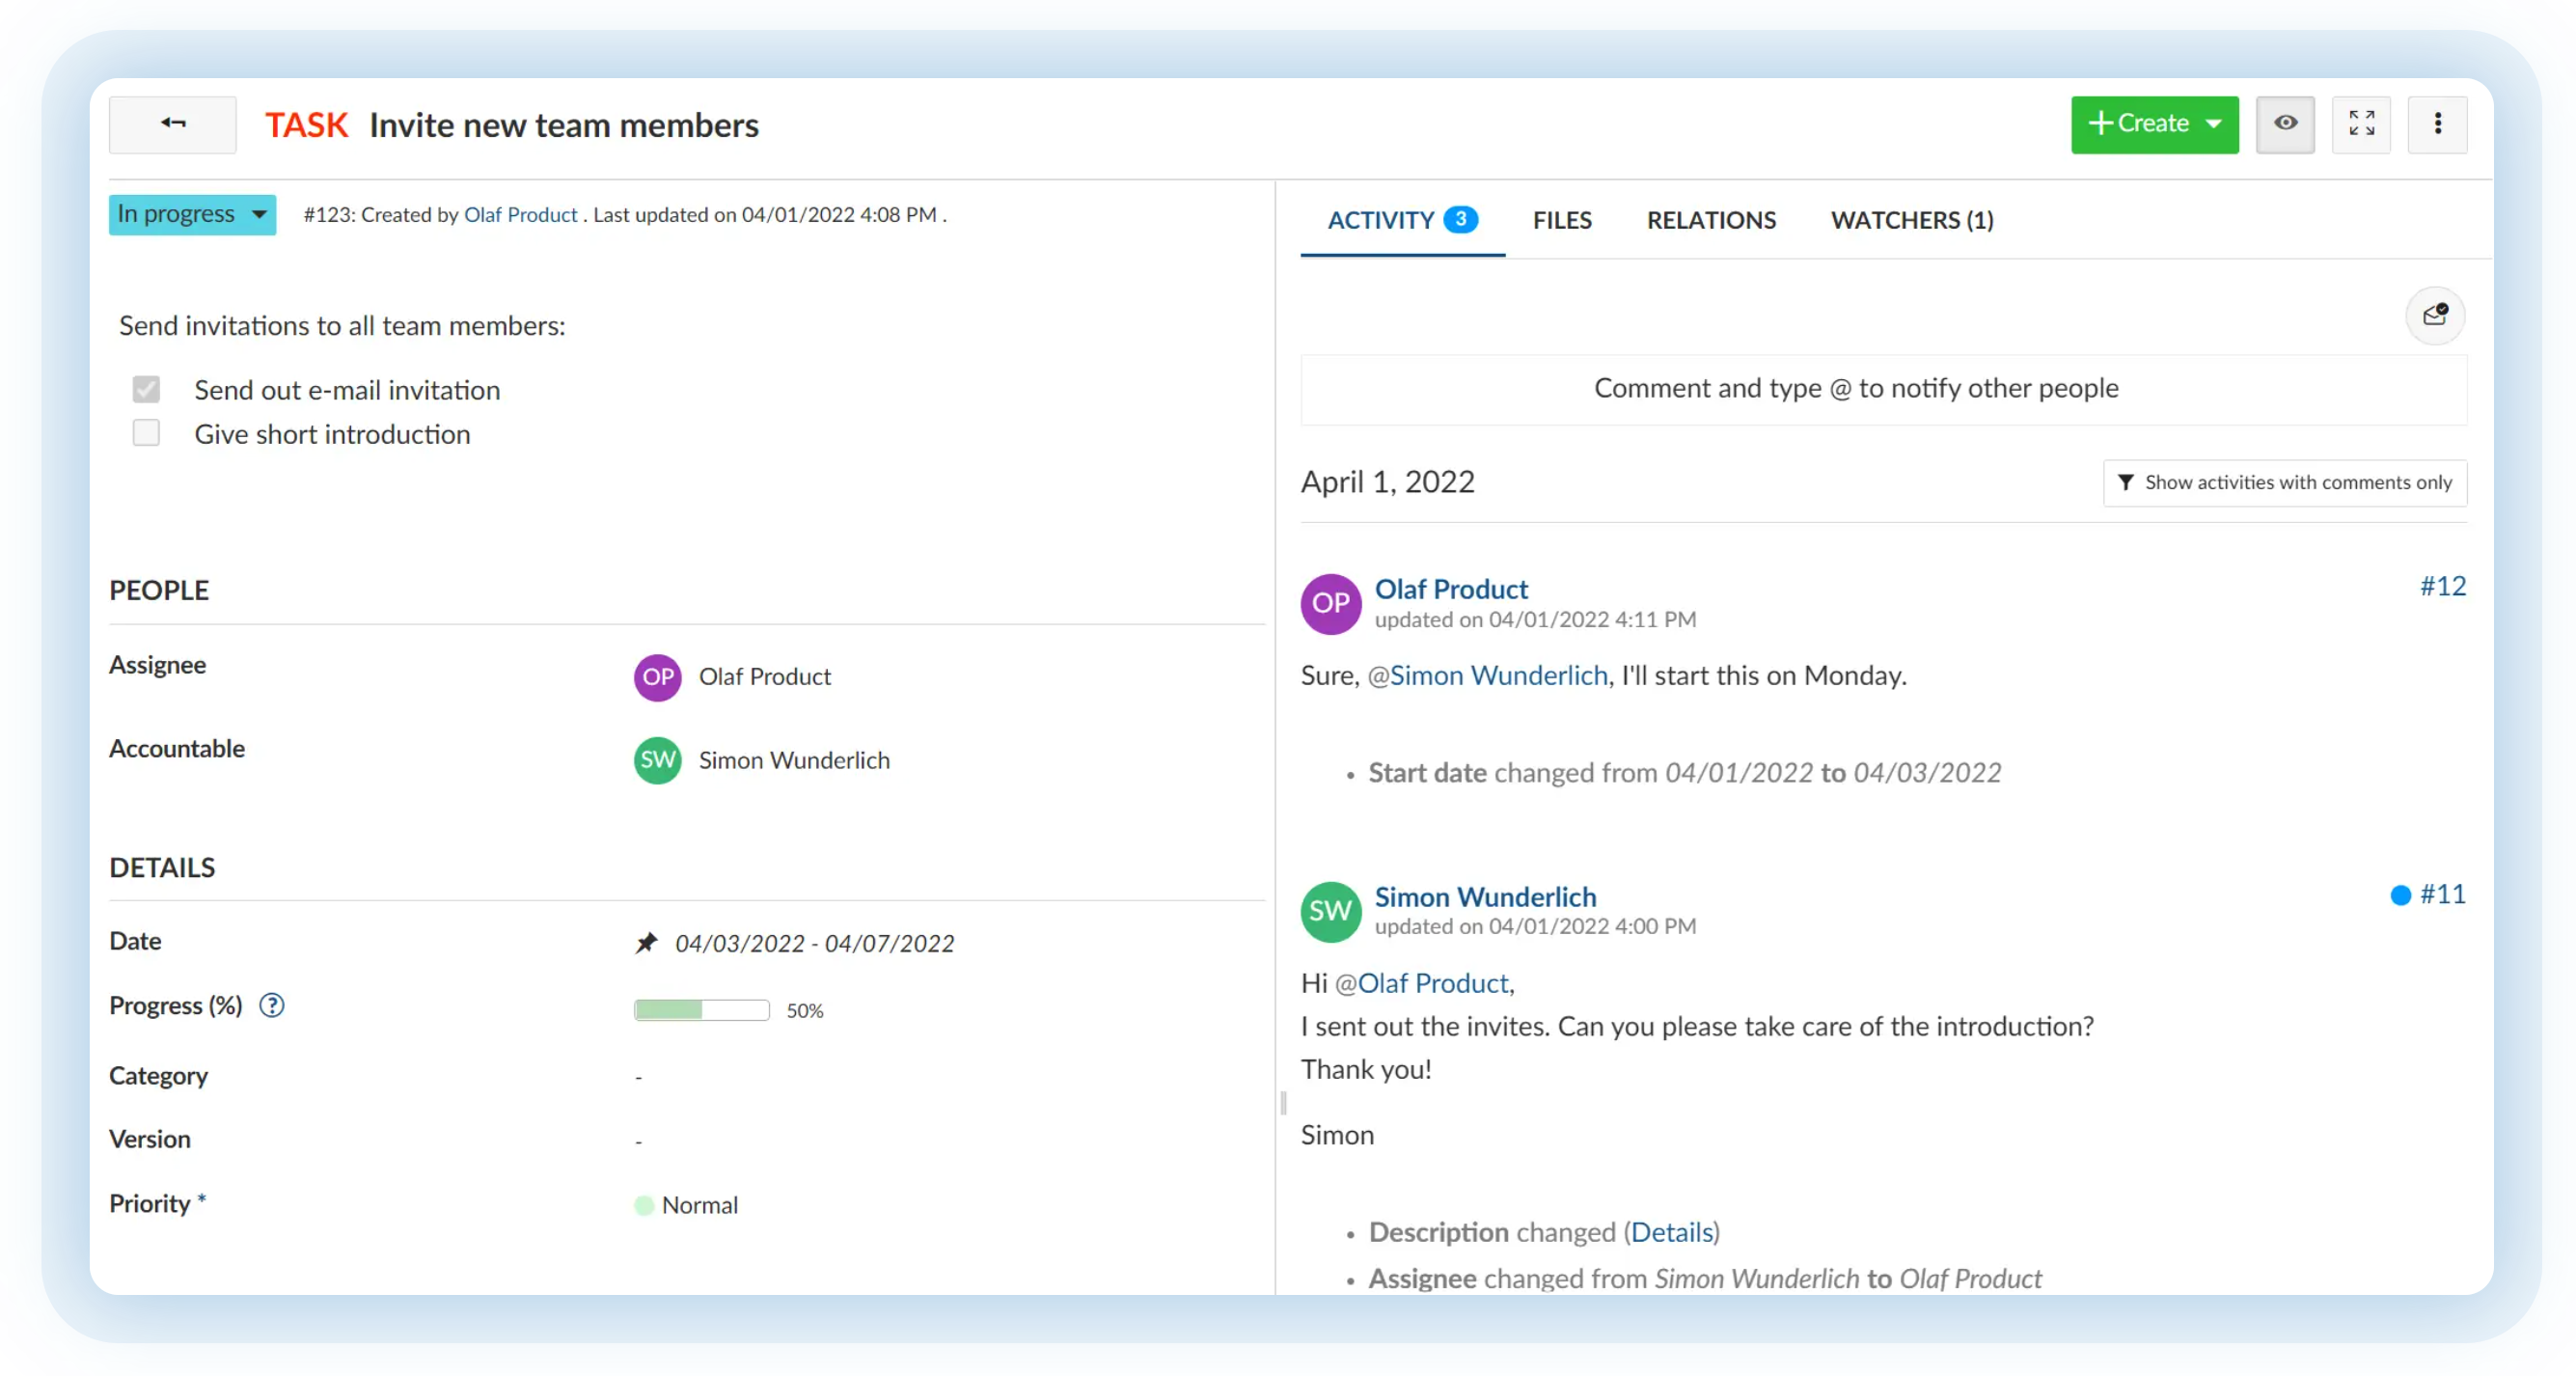 TASK Invite new team members
+ Create
In progress
#123: Created by Olaf Product . Last updated on 04/01/2022 4:08 PM .
Send invitations to all team members:
Send out e-mail invitation
Give short introduction
PEOPLE
Assignee
OP Olaf Product
Accountable
SW Simon Wunderlich
DETAILS
Date
04/03/2022 - 04/07/2022
Progress (%) ?
50%
Category
-
Version
-
Priority *
Normal
ACTIVITY 3
FILES
RELATIONS
WATCHERS (1)
Comment and type @ to notify other people
April 1, 2022
Show activities with comments only
OP
Olaf Product
#12
updated on 04/01/2022 4:11 PM
Sure, @Simon Wunderlich, I'll start this on Monday.
• Start date changed from 04/01/2022 to 04/03/2022
SW
Simon Wunderlich
#11
updated on 04/01/2022 4:00 PM
Hi @Olaf Product,
I sent out the invites. Can you please take care of the introduction?
Thank you!
Simon
• Description changed (Details)
• Assignee changed from Simon Wunderlich to Olaf Product